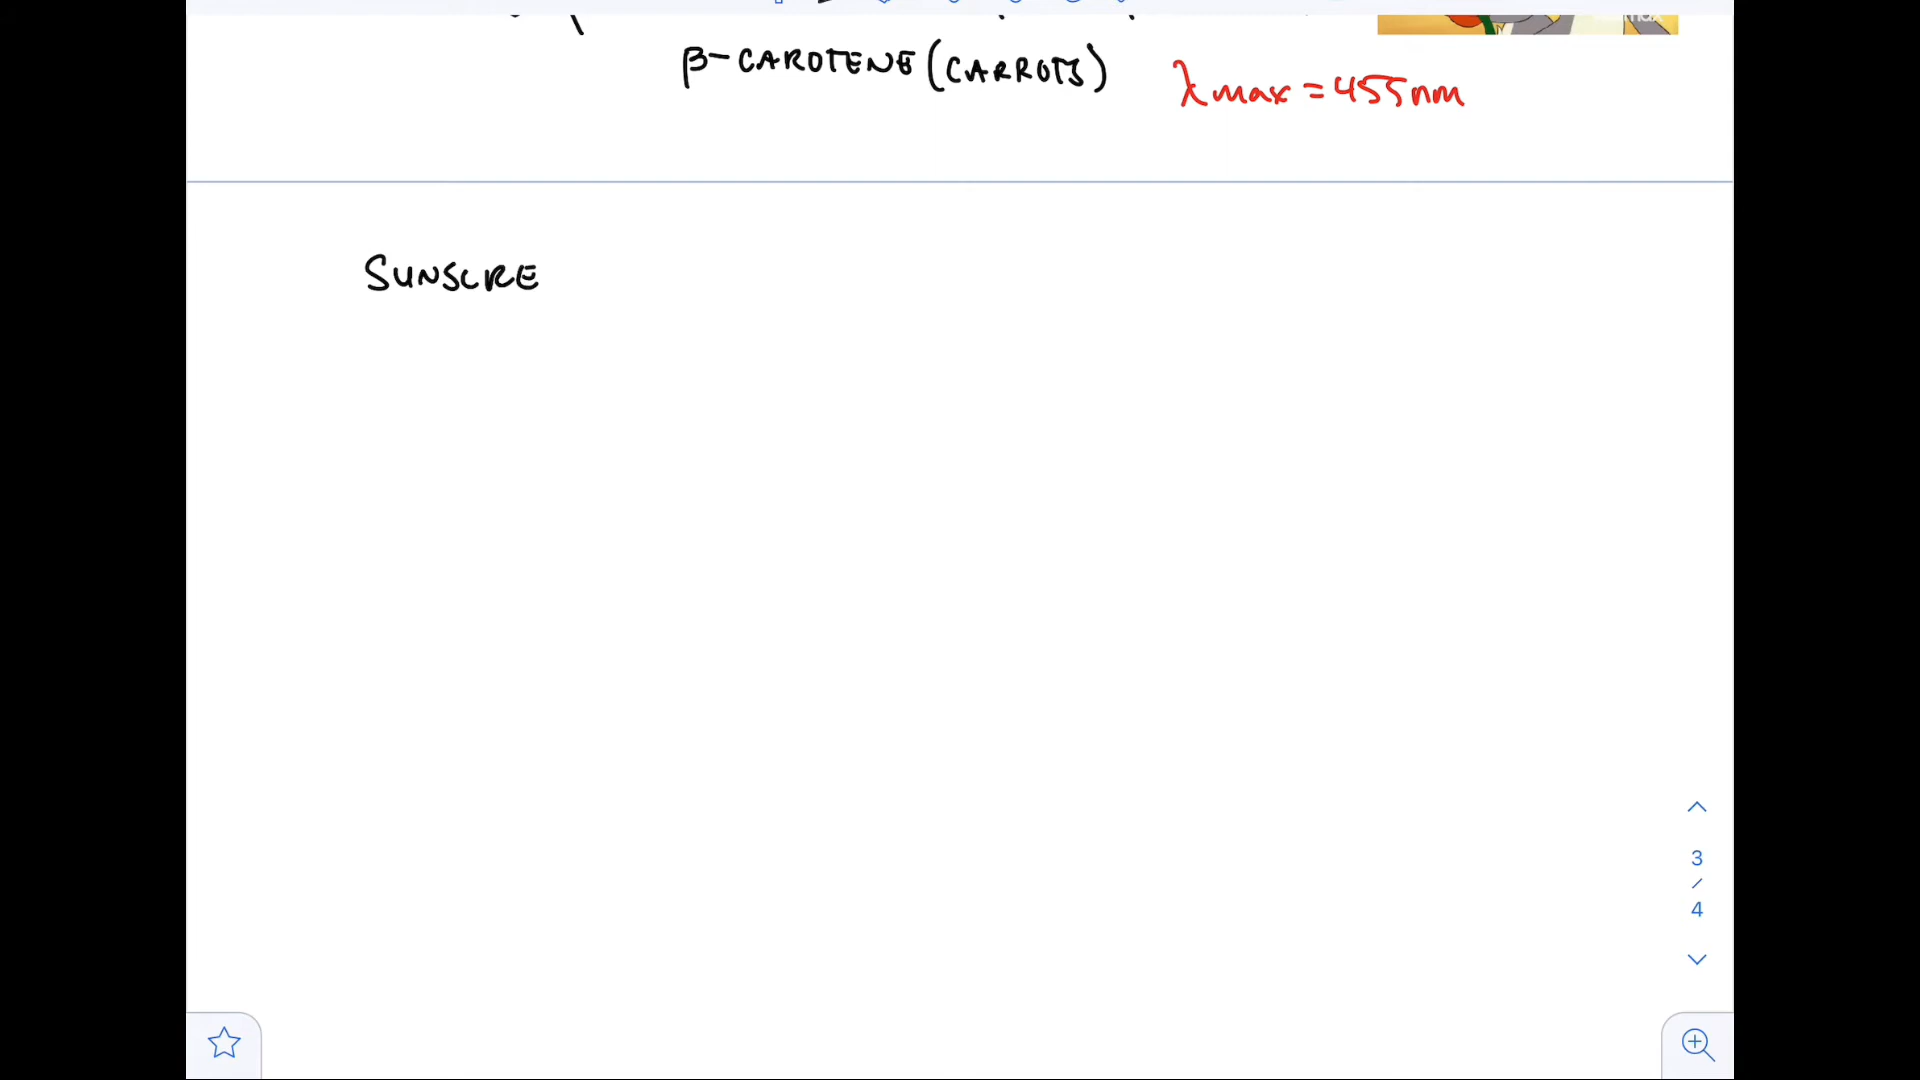 β-CAROTENE (CARROTS)
λmax = 455nm
SUNSCRE
3
/
4